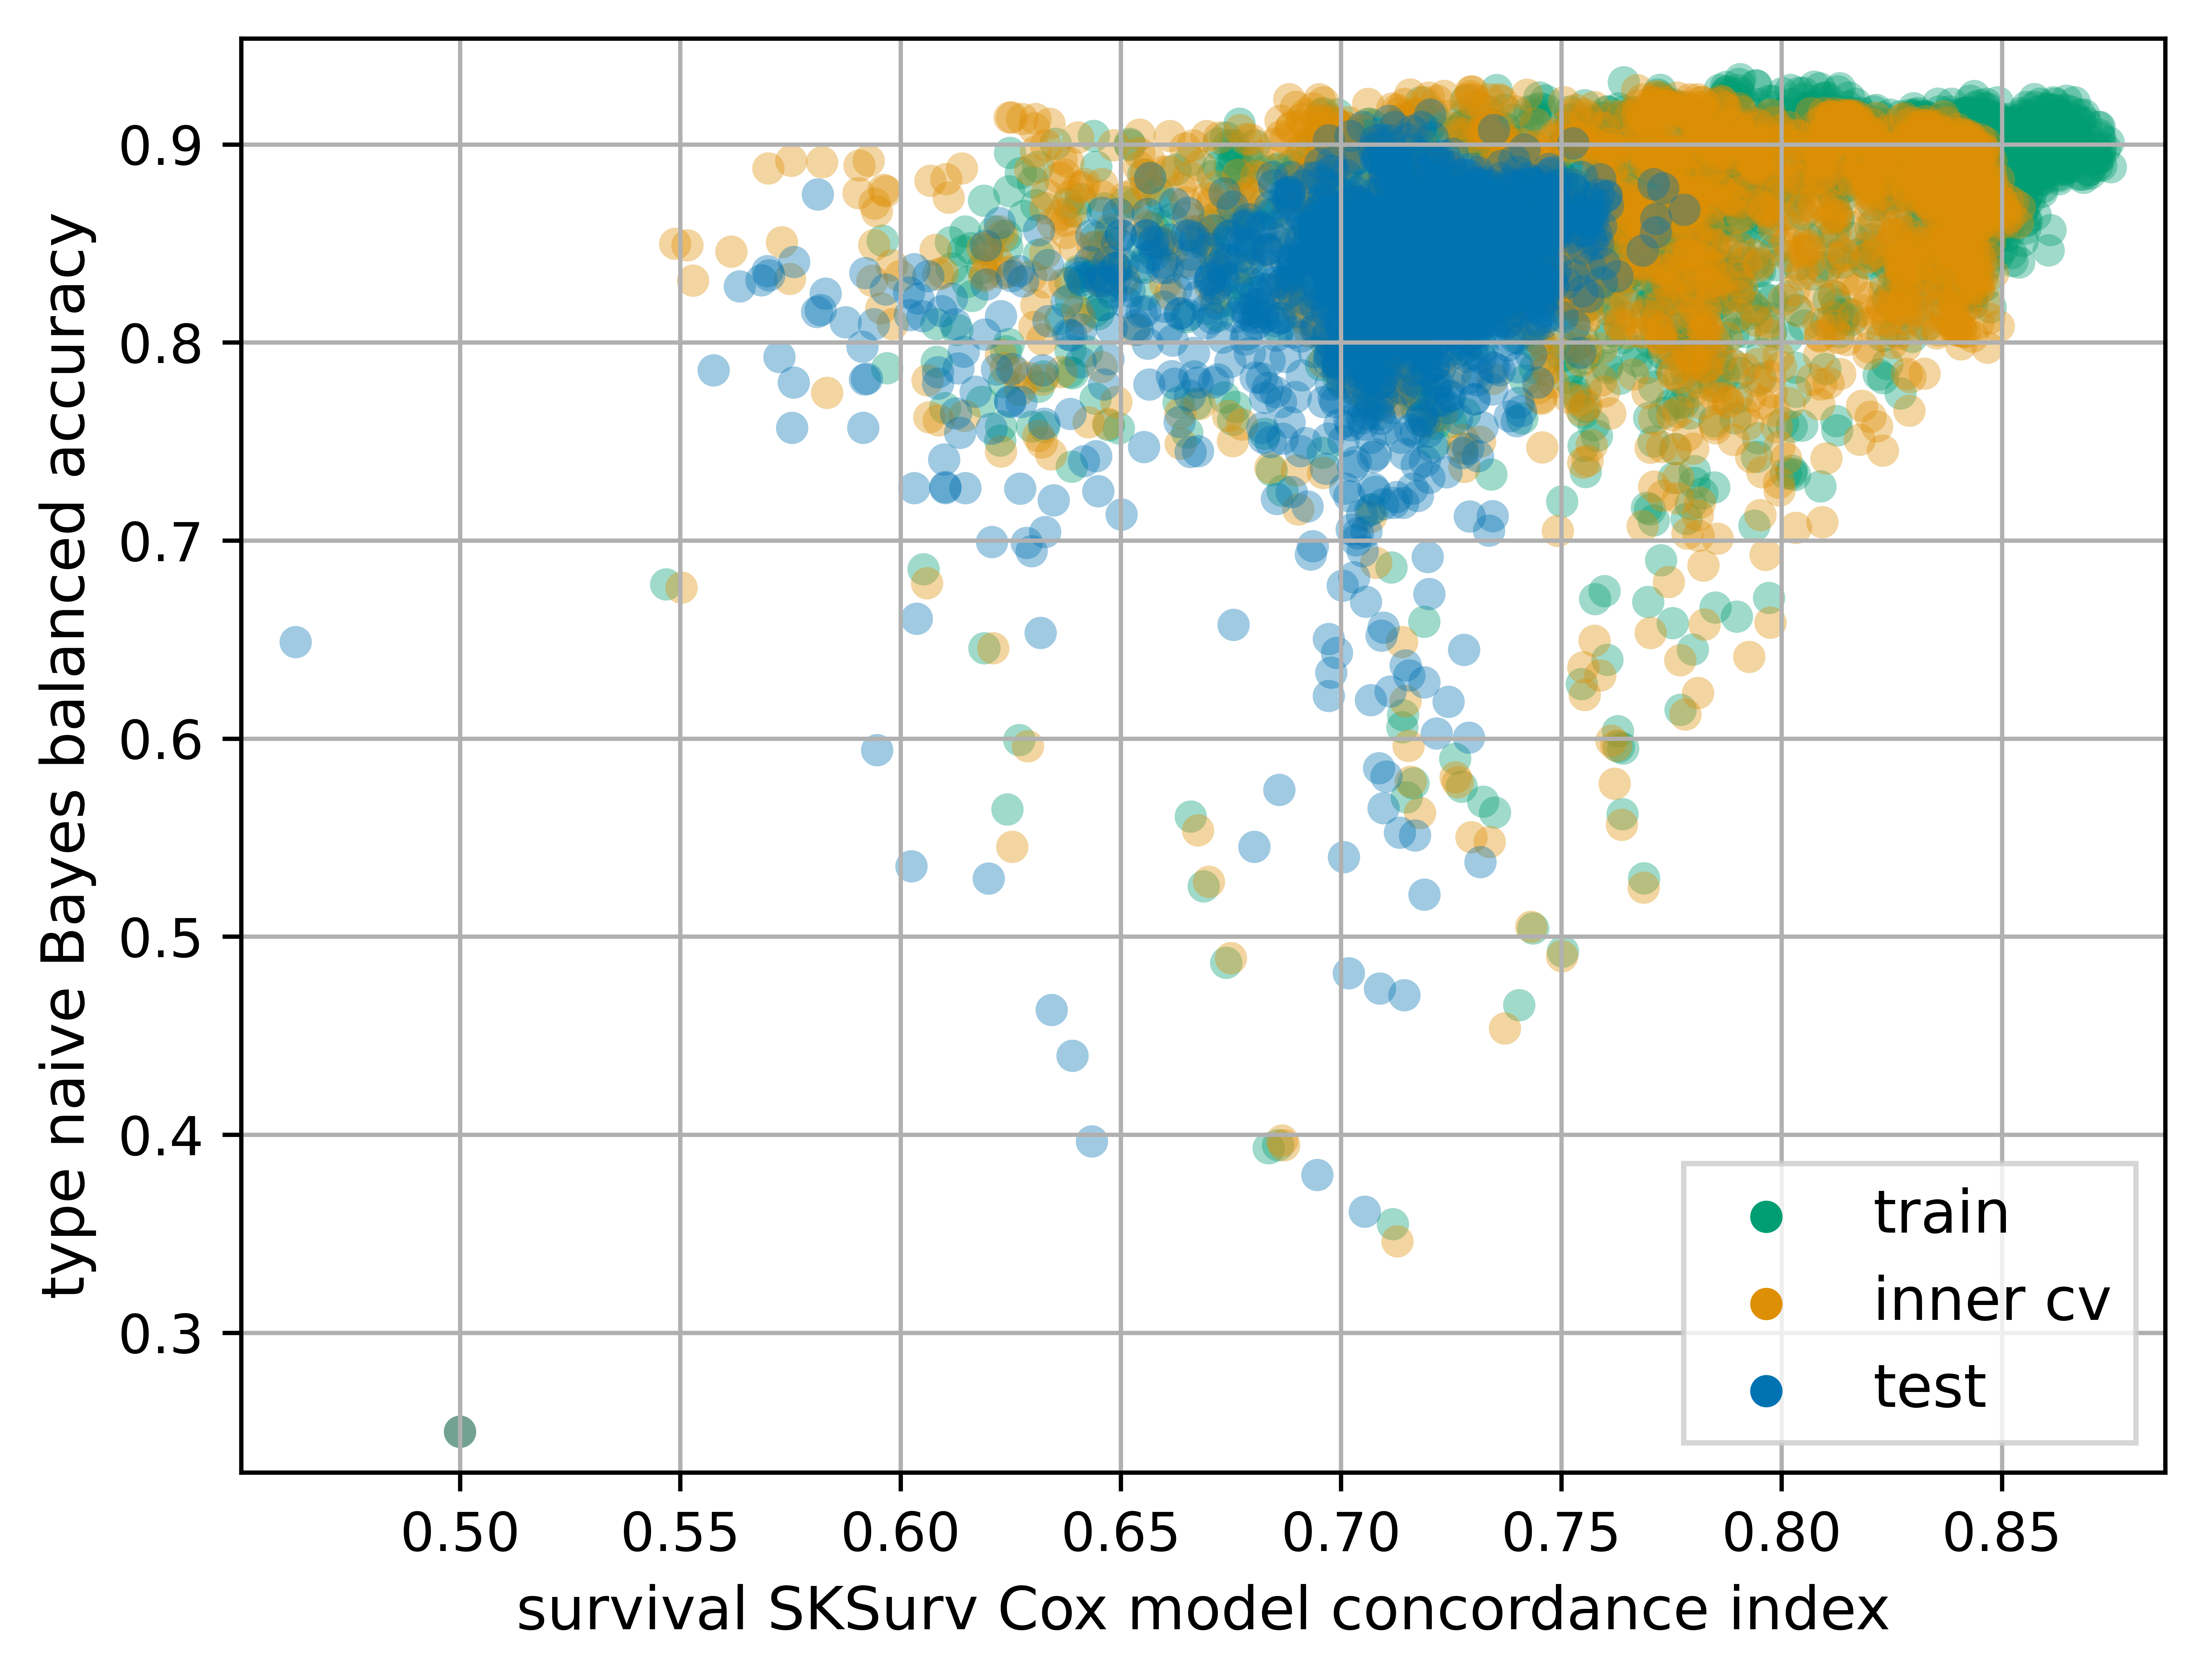 type naive Bayes balanced accuracy
0.9
0.8
0.7
0.6
0.5
0.4
0.3
train
inner cv
test
0.50 0.55 0.60 0.65 0.70 0.75 0.80 0.85
survival SKSurv Cox model concordance index